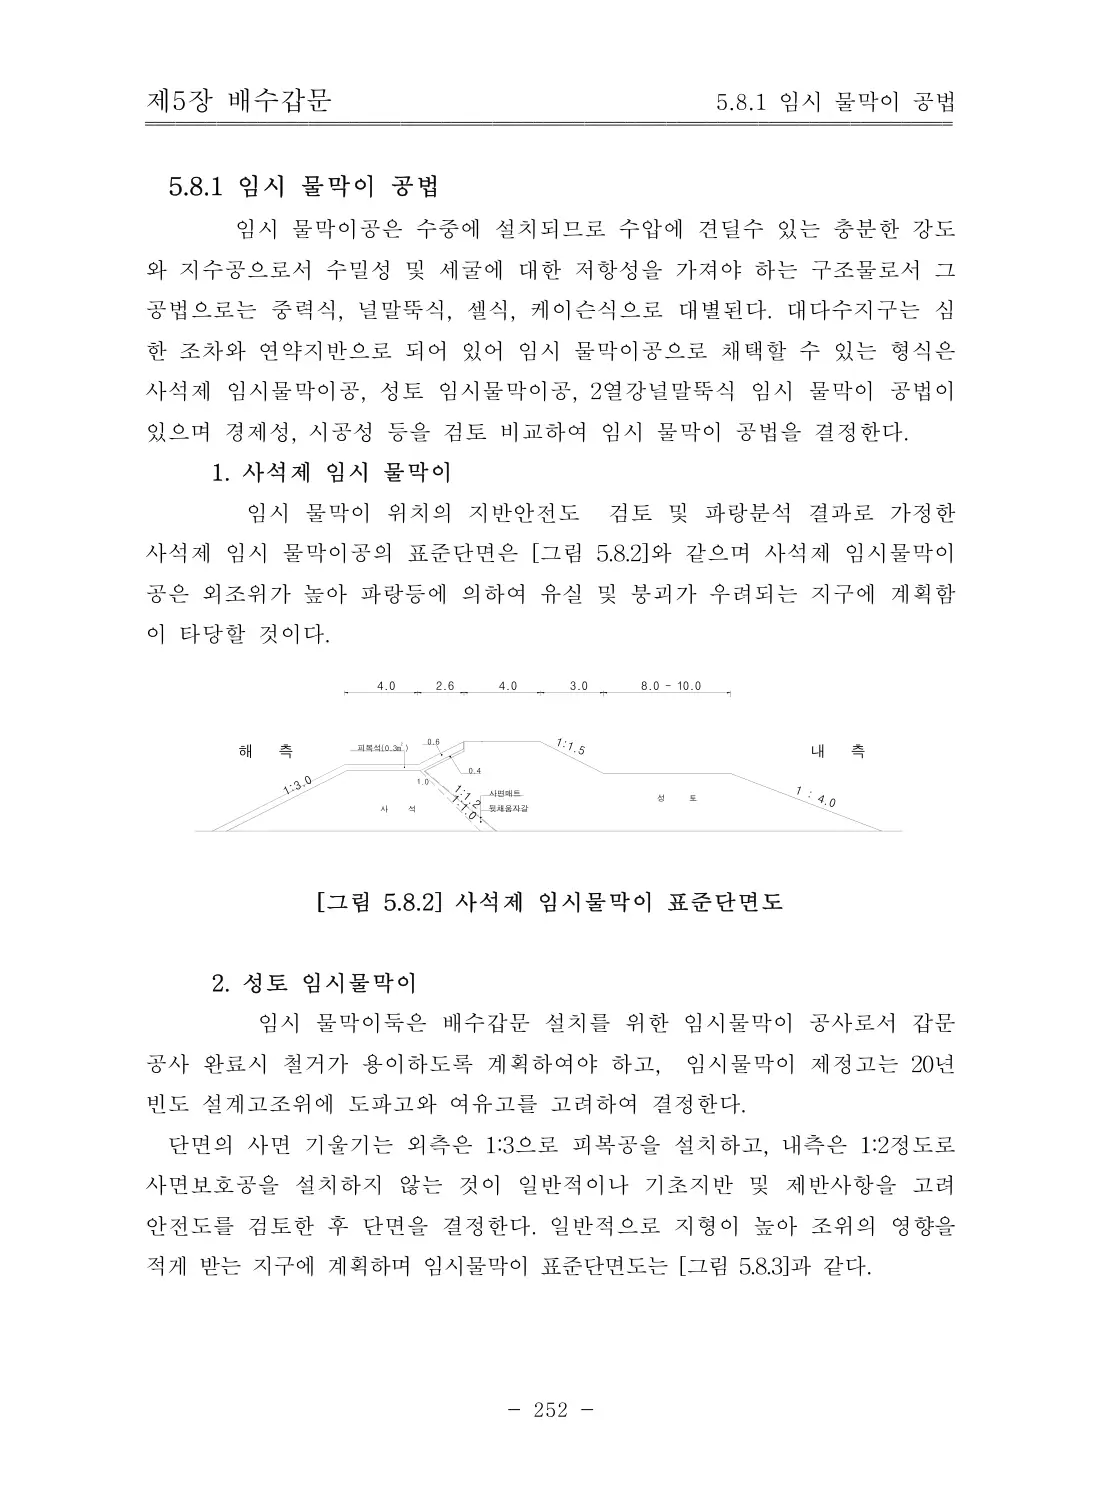 제5장 배수갑문
5.8.1 임시 물막이 공법
5.8.1 임시 물막이 공법
임시 물막이공은 수중에 설치되므로 수압에 견딜수 있는 충분한 강도
와 지수공으로서 수밀성 및 세굴에 대한 저항성을 가져야 하는 구조물로서 그
공법으로는 중력식, 널말뚝식, 셀식, 케이슨식으로 대별된다. 대다수지구는 심
한 조차와 연약지반으로 되어 있어 임시 물막이공으로 채택할 수 있는 형식은
사석제 임시물막이공, 성토 임시물막이공, 2열강널말뚝식 임시 물막이 공법이
있으며 경제성, 시공성 등을 검토 비교하여 임시 물막이 공법을 결정한다.
1. 사석제 임시 물막이
임시 물막이 위치의 지반안전도 검토 및 파랑분석 결과로 가정한
사석제 임시 물막이공의 표준단면은 [그림 5.8.2]와 같으며 사석제 임시물막이
공은 외조위가 높아 파랑등에 의하여 유실 및 붕괴가 우려되는 지구에 계획함
이 타당할 것이다.
4.0 2.6 4.0 3.0 8.0 - 10.0
해 측
피복석(0.3㎥)
0.6
1:1.5
내 측
1:3.0
0.4
1.0
1:1.2
1:1.0
사면매트
뒷채움자갈
사 석
성 토
1 : 4.0
[그림 5.8.2] 사석제 임시물막이 표준단면도
2. 성토 임시물막이
임시 물막이둑은 배수갑문 설치를 위한 임시물막이 공사로서 갑문
공사 완료시 철거가 용이하도록 계획하여야 하고, 임시물막이 제정고는 20년
빈도 설계고조위에 도파고와 여유고를 고려하여 결정한다.
단면의 사면 기울기는 외측은 1:3으로 피복공을 설치하고, 내측은 1:2정도로
사면보호공을 설치하지 않는 것이 일반적이나 기초지반 및 제반사항을 고려
안전도를 검토한 후 단면을 결정한다. 일반적으로 지형이 높아 조위의 영향을
적게 받는 지구에 계획하며 임시물막이 표준단면도는 [그림 5.8.3]과 같다.
- 252 -